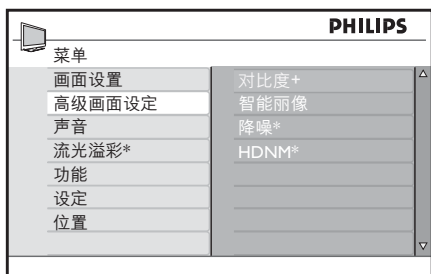 PHILIPS
菜单
画面设置
高级画面设定
声音
流光溢彩*
功能
设定
位置
对比度+
智能丽像
降噪*
HDNM*